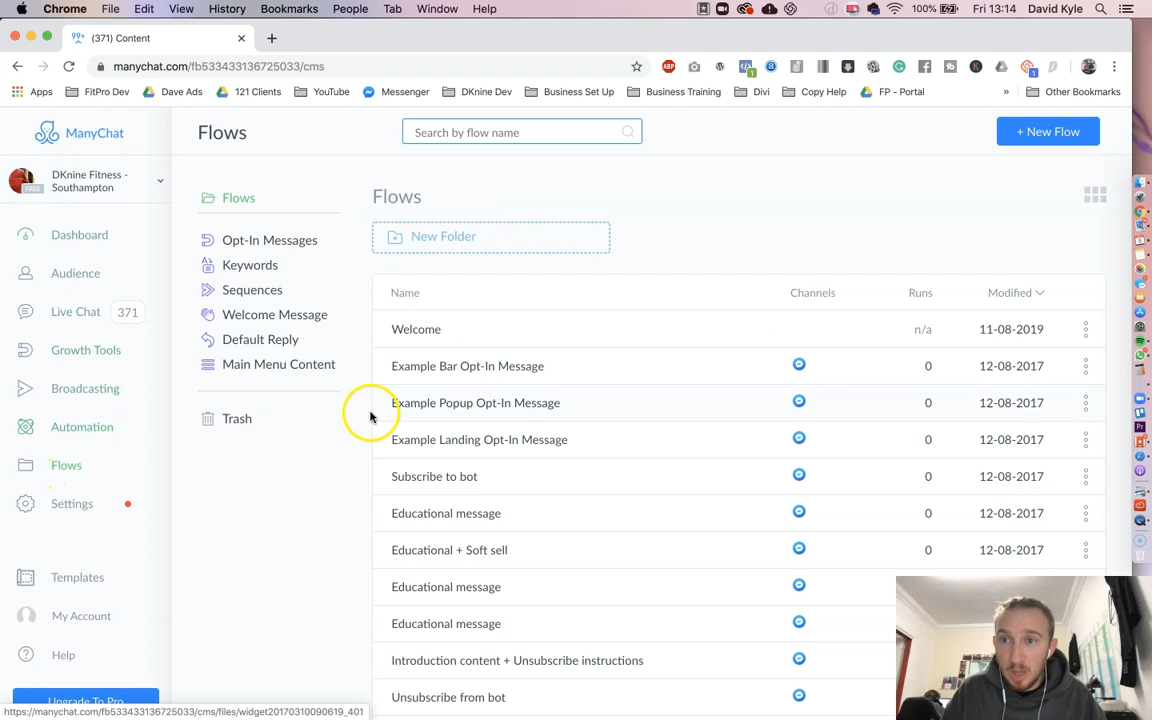 Chrome File Edit View History Bookmarks People Tab Window Help 100% Fri 13:14 David Kyle
99+ (371) Content
manychat.com/fb533433136725033/cms
Apps FitPro Dev Dave Ads 121 Clients YouTube Messenger DKnine Dev Business Set Up Business Training Divi Copy Help FP - Portal » Other Bookmarks
ManyChat
Flows
Search by flow name
+ New Flow
DKnine Fitness -
Southampton
FREE
Dashboard
Audience
Live Chat 371
Growth Tools
Broadcasting
Automation
Flows
Settings
Templates
My Account
Help
Upgrade To Pro
Flows
Opt-In Messages
Keywords
Sequences
Welcome Message
Default Reply
Main Menu Content
Trash
Flows
New Folder
Name Channels Runs Modified
Welcome n/a 11-08-2019
Example Bar Opt-In Message 0 12-08-2017
Example Popup Opt-In Message 0 12-08-2017
Example Landing Opt-In Message 0 12-08-2017
Subscribe to bot 0 12-08-2017
Educational message 0 12-08-2017
Educational + Soft sell 0 12-08-2017
Educational message
Educational message
Introduction content + Unsubscribe instructions
Unsubscribe from bot
https://manychat.com/fb533433136725033/cms/files/widget20170310090619_401